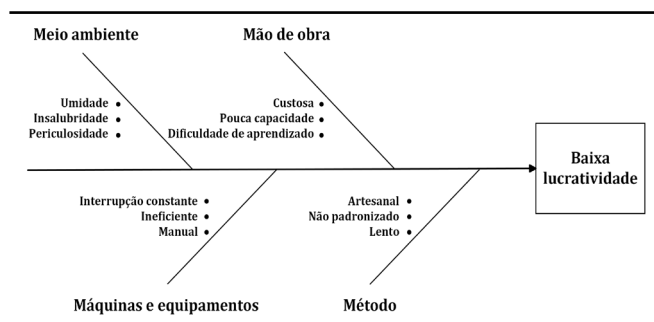 Meio ambiente
Mão de obra
Umidade •
Insalubridade •
Periculosidade •
Custosa •
Pouca capacidade •
Dificuldade de aprendizado •
Baixa
lucratividade
Interrupção constante •
Ineficiente •
Manual •
Artesanal •
Não padronizado •
Lento •
Máquinas e equipamentos
Método